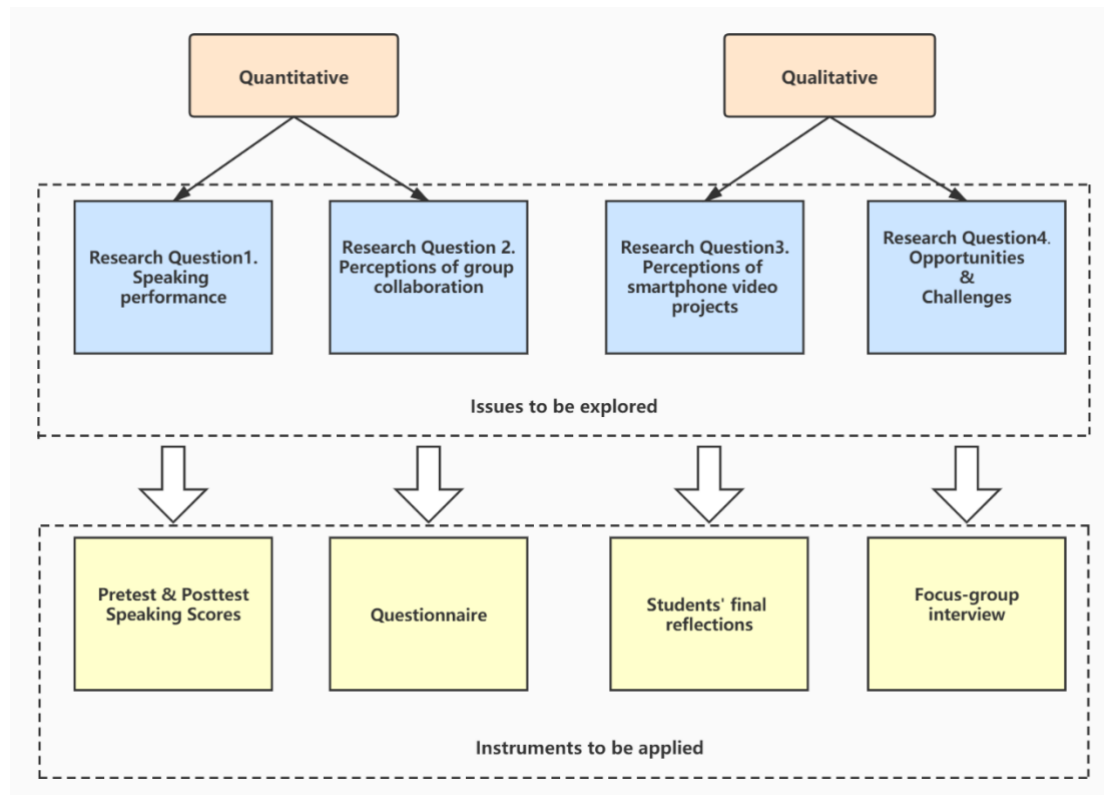 Quantitative
Qualitative
Research Question1.
Speaking
performance
Research Question 2.
Perceptions of group
collaboration
Research Question3.
Perceptions of
smartphone video
projects
Research Question4.
Opportunities
&
Challenges
Issues to be explored
Pretest & Posttest
Speaking Scores
Questionnaire
Students' final
reflections
Focus-group
interview
Instruments to be applied